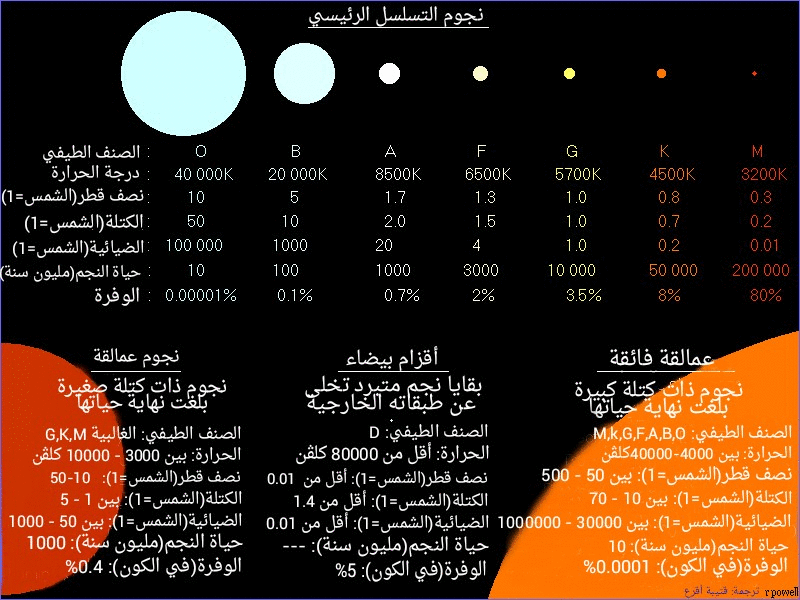 نجوم التسلسل الرئيسي
الصنف الطيفي : O B A F G K M
درجة الحرارة : 40 000K 20 000K 8500K 6500K 5700K 4500K 3200K
نصف قطر(الشمس=1) 10 5 1.7 1.3 1.0 0.8 0.3
الكتلة(الشمس=1) 50 10 2.0 1.5 1.0 0.7 0.2
الضيائية(الشمس=1): 100 000 1000 20 4 1.0 0.2 0.01
حياة النجم(مليون سنة) : 10 100 1000 3000 10 000 50 000 200 000
الوفرة : 0.00001% 0.1% 0.7% 2% 3.5% 8% 80%
عمالقة فائقة
نجوم ذات كتلة كبيرة
بلغت نهاية حياتها
الصنف الطيفي: M,k,G,F,A,B,O
الحرارة: بين 4000-40000كلڤن
نصف قطر(الشمس=1): بين 50 - 500
الكتلة(الشمس=1): بين 10 - 70
الضيائية(الشمس=1): بين 30000 - 1000000
حياة النجم(مليون سنة): 10
الوفرة(في الكون): 0.0001%
أقزام بيضاء
بقايا نجم متبرد تخلى
عن طبقاته الخارجية
الصنف الطيفي: D
الحرارة: أقل من 80000 كلڤن
نصف قطر(الشمس=1): أقل من 0.01
الكتلة(الشمس=1): أقل من 1.4
الضيائية(الشمس=1): أقل من 0.01
حياة النجم(مليون سنة): ---
الوفرة(في الكون): 5%
نجوم عمالقة
نجوم ذات كتلة صغيرة
بلغت نهاية حياتها
الصنف الطيفي: الغالبية G,K,M
الحرارة: بين 3000 - 10000 كلڤن
نصف قطر(الشمس=1): بين 10-50
الكتلة(الشمس=1): بين 1 - 5
الضيائية(الشمس=1): بين 50 - 1000
حياة النجم(مليون سنة): 1000
الوفرة(في الكون): 0.4%
r powell ترجمة: قتيبة أقرع